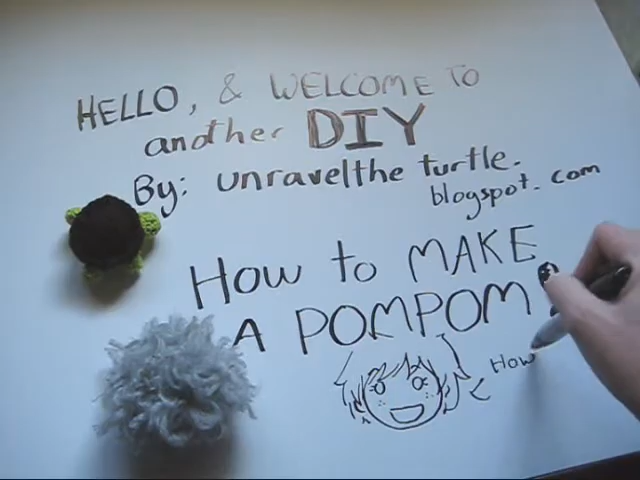 HELLO, & WELCOME TO
another DIY
By: unravelthe turtle.
blogspot.com
HOW to MAKE
A POMPOM
How